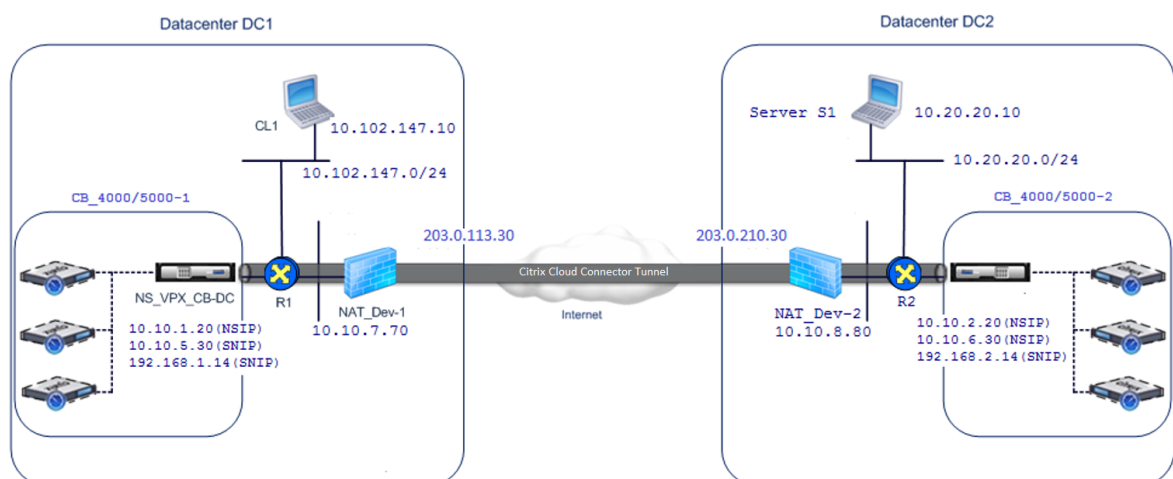 Datacenter DC1
Datacenter DC2
CL1
10.102.147.10
10.102.147.0/24
Server S1
10.20.20.10
10.20.20.0/24
CB_4000/5000-1
CB_4000/5000-2
203.0.113.30
203.0.210.30
Citrix Cloud Connector Tunnel
Internet
NS_VPX_CB-DC
R1
NAT_Dev-1
10.10.7.70
R2
NAT_Dev-2
10.10.8.80
10.10.1.20(NSIP)
10.10.5.30(SNIP)
192.168.1.14(SNIP)
10.10.2.20(NSIP)
10.10.6.30(NSIP)
192.168.2.14(SNIP)